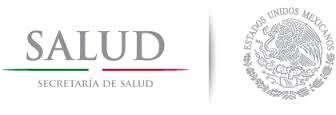 SALUD
SECRETARÍA DE SALUD
ESTADOS UNIDOS MEXICANOS